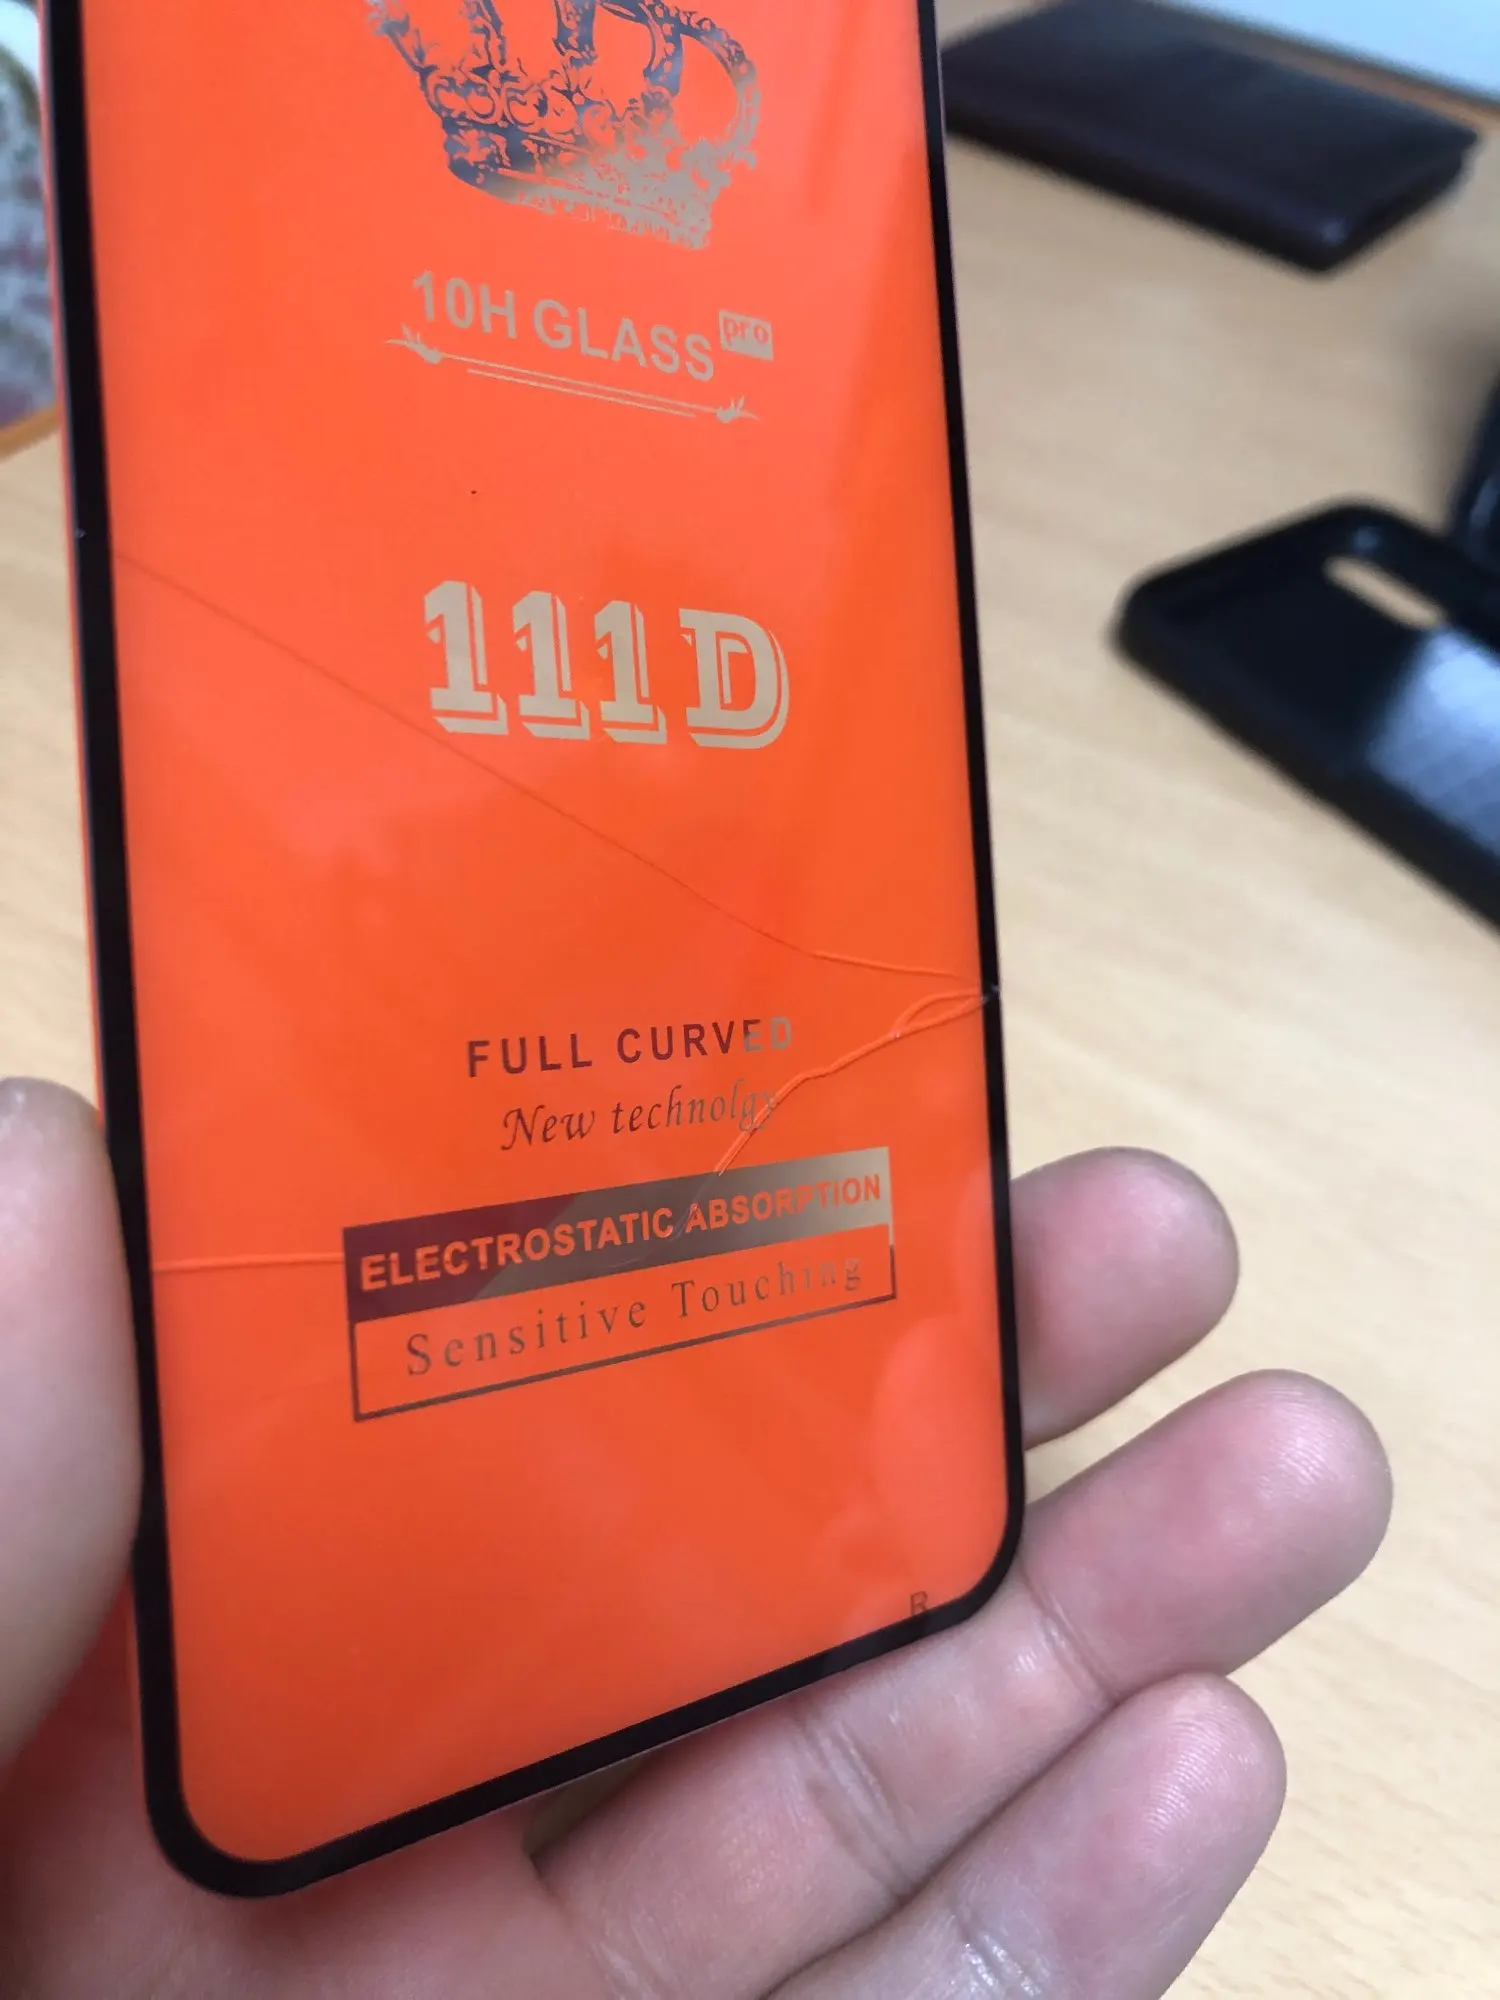 10H GLASS pro
111D
FULL CURVED
New technolgy
ELECTROSTATIC ABSORPTION
Sensitive Touching
R